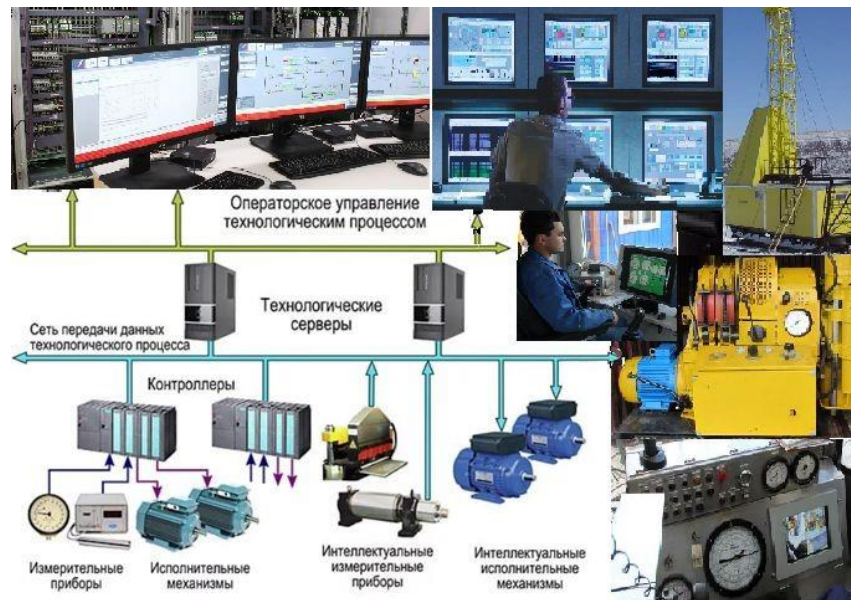 Операторское управление
технологическим процессом
Технологические
серверы
Сеть передачи данных
технологического процесса
Контроллеры
Измерительные
приборы
Исполнительные
механизмы
Интеллектуальные
измерительные
приборы
Интеллектуальные
исполнительные
механизмы